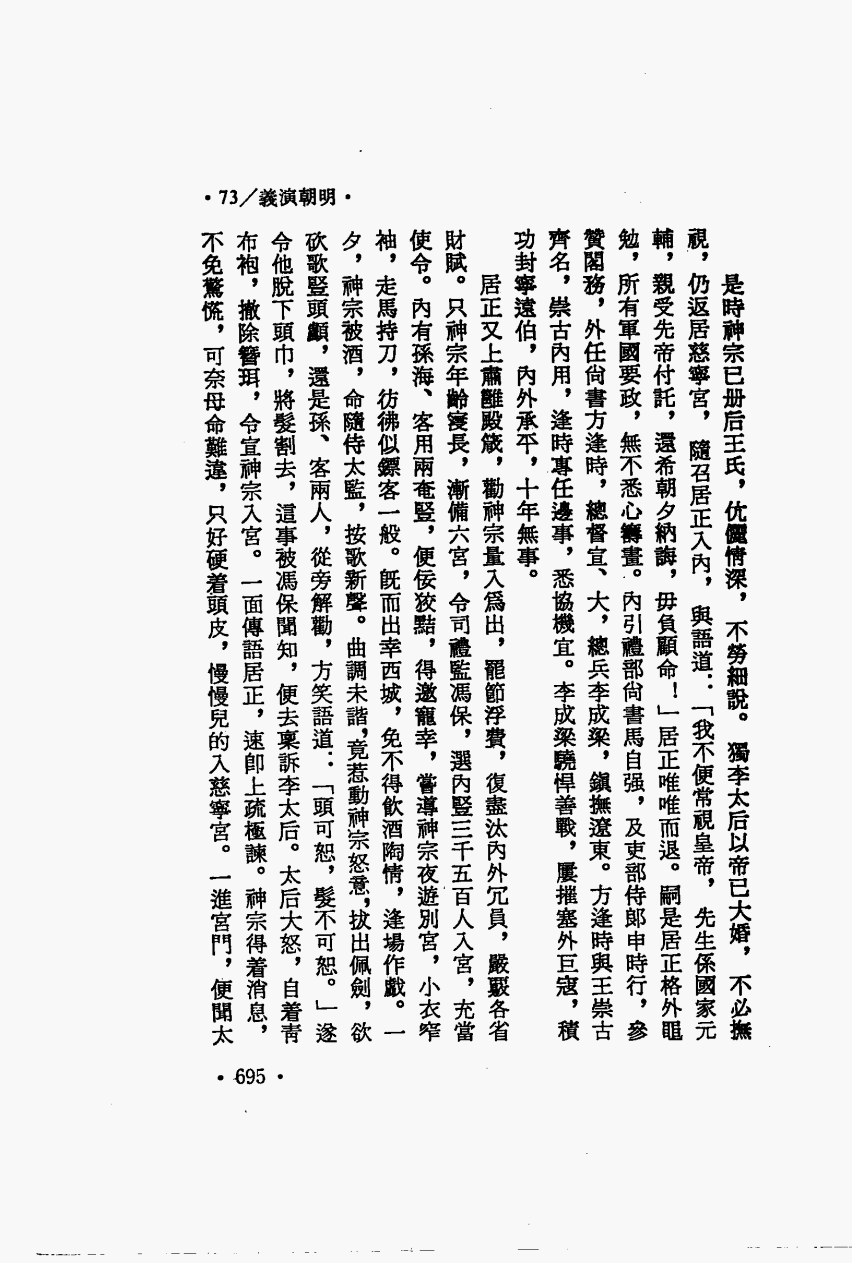 ・73／義演朝明・
是時神宗已册后王氏，伉儷情深，不勞細說。獨李太后以帝已大婚，不必撫
視，仍返居慈寧宮，隨召居正入內，與語道：「我不便常視皇帝，先生係國家元
輔，親受先帝付託，還希朝夕納誨，毋負顧命！」居正唯唯而退。嗣是居正格外黽
勉，所有軍國要政，無不悉心籌畫。內引禮部尙書馬自强，及吏部侍郞申時行，參
贊閣務，外任尙書方逢時，總督宣、大，總兵李成梁，鎭撫遼東。方逢時與王崇古
齊名，崇古內用，逢時專任邊事，悉協機宜。李成梁驍悍善戰，屢摧塞外巨寇，積
功封寧遠伯，內外承平，十年無事。
居正又上肅雝殿箴，勸神宗量入爲出，罷節浮費，復盡汰內外冗員，嚴覈各省
財賦。只神宗年齡寖長，漸備六宮，令司禮監馮保，選內豎三千五百人入宮，充當
使令。內有孫海、客用兩奄豎，便佞狡黠，得邀寵幸，嘗導神宗夜遊別宮，小衣窄
袖，走馬持刀，彷彿似鏢客一般。旣而出幸西城，免不得飮酒陶情，逢場作戲。一
夕，神宗被酒，命隨侍太監，按歌新聲。曲調未諧，竟惹動神宗怒意，拔出佩劍，欲
砍歌豎頭顱，還是孫、客兩人，從旁解勸，方笑語道：「頭可恕，髮不可恕。」遂
令他脫下頭巾，將髮割去，這事被馮保聞知，便去稟訴李太后。太后大怒，自着靑
布袍，撤除簪珥，令宣神宗入宮。一面傳語居正，速卽上疏極諫。神宗得着消息，
不免驚慌，可奈母命難違，只好硬着頭皮，慢慢兒的入慈寧宮。一進宮門，便聞太
・695・